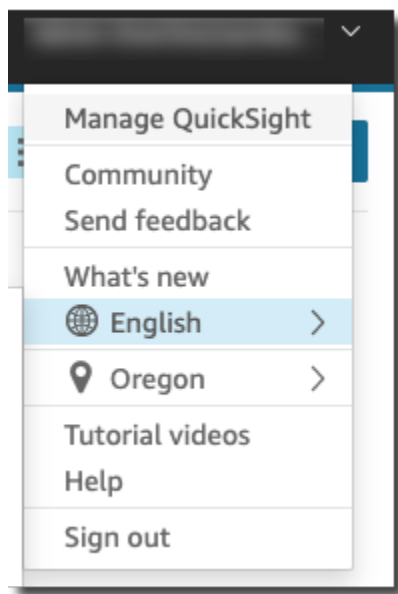 Manage QuickSight
Community
Send feedback
What's new
English
Oregon
Tutorial videos
Help
Sign out